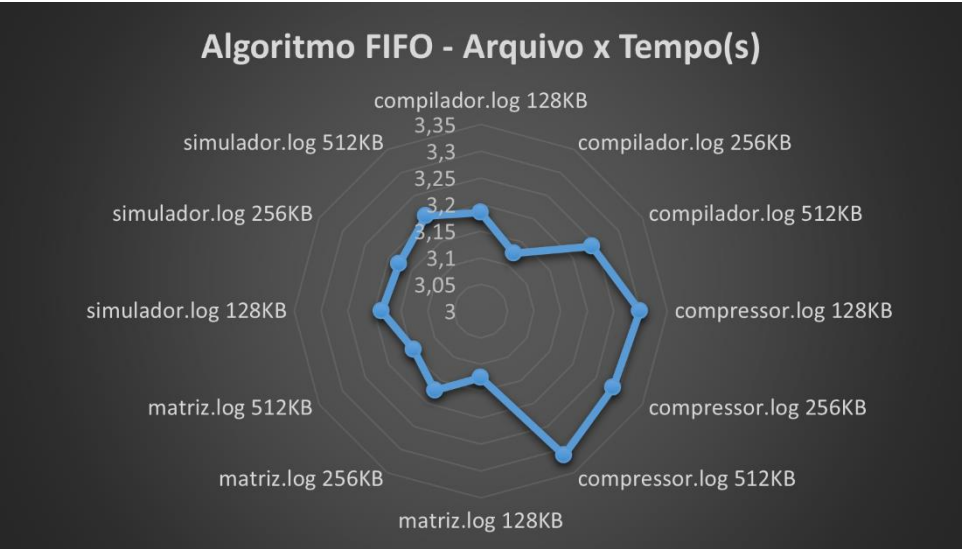 Algoritmo FIFO - Arquivo x Tempo(s)
compilador.log 128KB
compilador.log 256KB
compilador.log 512KB
compressor.log 128KB
compressor.log 256KB
compressor.log 512KB
matriz.log 128KB
matriz.log 256KB
matriz.log 512KB
simulador.log 128KB
simulador.log 256KB
simulador.log 512KB
3,35
3,3
3,25
3,2
3,15
3,1
3,05
3